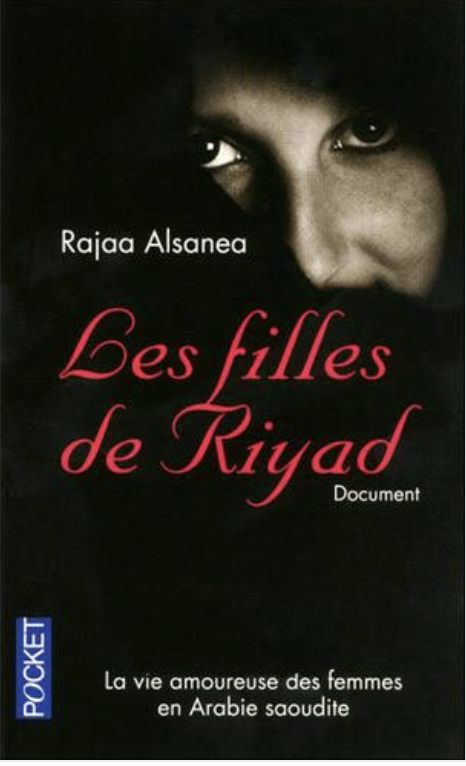 Rajaa Alsanea
Les filles
de Riyad
Document
POCKET
La vie amoureuse des femmes
en Arabie saoudite